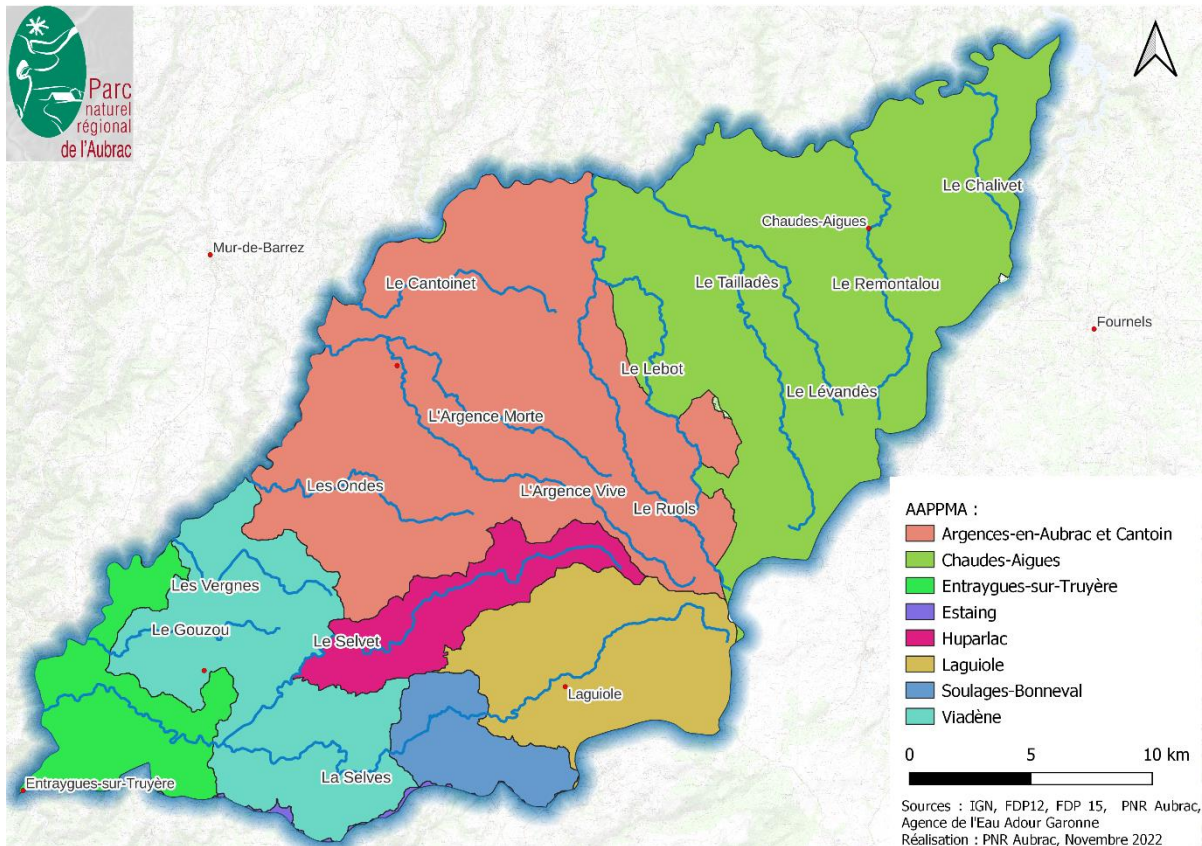 Parc
naturel
régional
de l'Aubrac
Le Chalivet
Chaudes-Aigues
Mur-de-Barrez
Le Cantoinet
Le Tailladès
Le Remontalou
Fournels
Le Lebot
Le Lévandès
L'Argence Morte
Les Ondes
L'Argence Vive
Le Ruols
Les Vergnes
Le Gouzou
Le Selvet
Laguiole
La Selves
Entraygues-sur-Truyère
AAPPMA :
Argences-en-Aubrac et Cantoin
Chaudes-Aigues
Entraygues-sur-Truyère
Estaing
Huparlac
Laguiole
Soulages-Bonneval
Viadène
0 5 10 km
Sources : IGN, FDP12, FDP 15, PNR Aubrac,
Agence de l'Eau Adour Garonne
Réalisation : PNR Aubrac, Novembre 2022